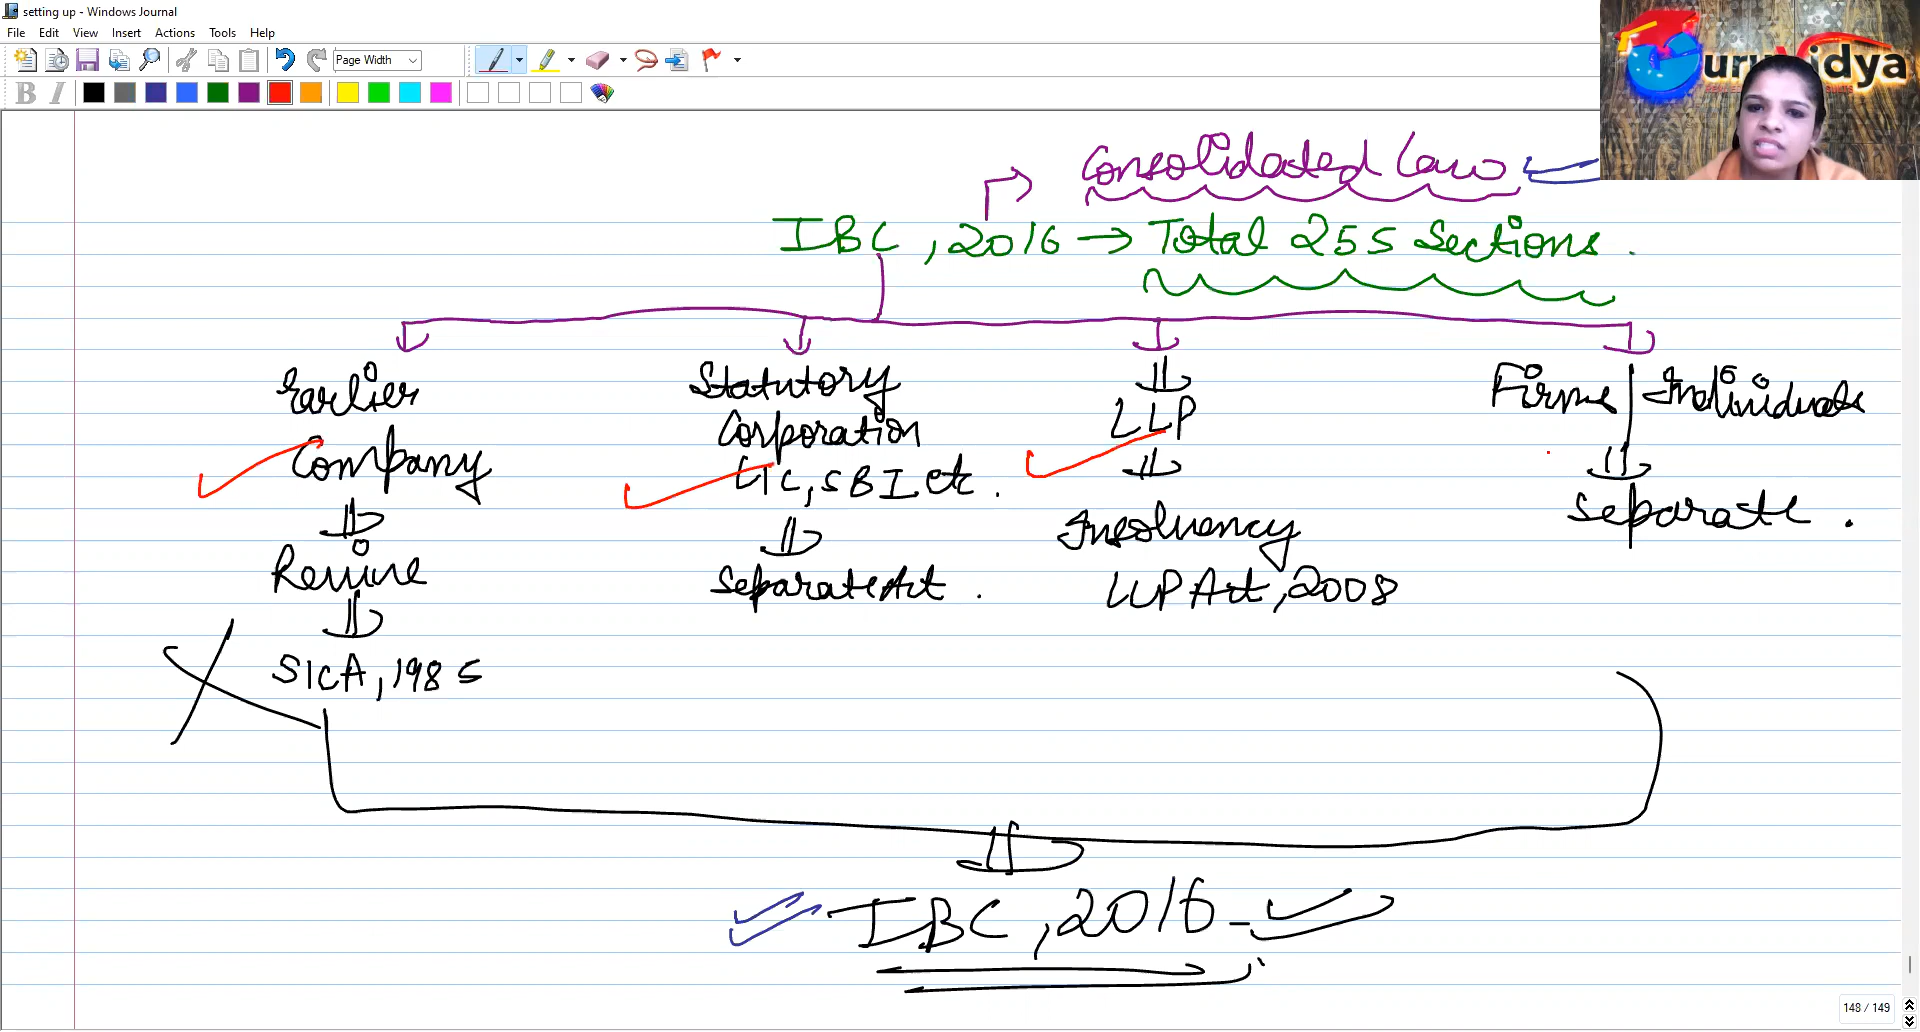 setting up - Windows Journal
File Edit View Insert Actions Tools Help
Page Width
B I
GuruVidya
Consolidated Law
IBC, 2016 → Total 255 Sections.
Earlier
Company
Revive
SICA, 1985
Statutory
Corporation
LIC, SBI etc.
Separate Act.
LLP
Insolvency
LLP Act, 2008
Firms Individuals
Separate.
IBC, 2016 -
148 / 149